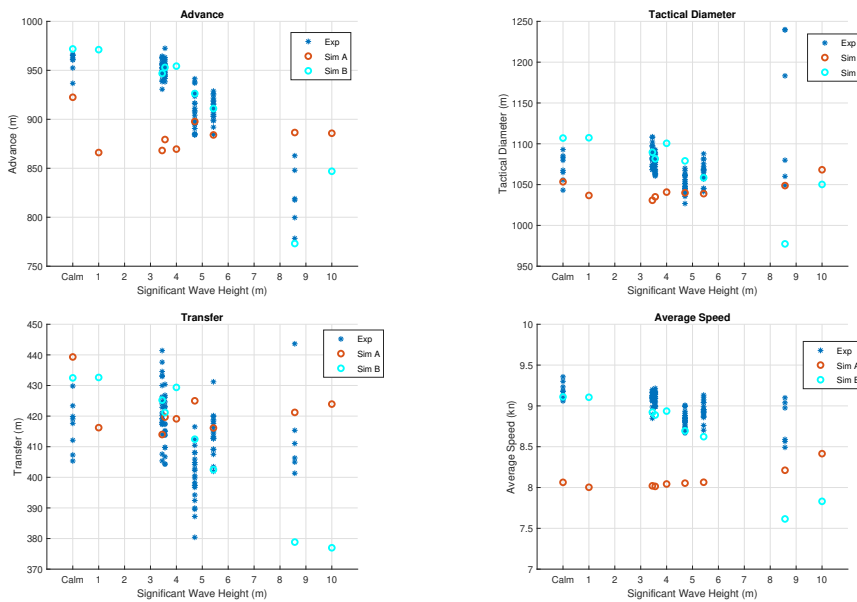 Advance
1000
950
900
850
800
750
Advance (m)
Calm 1 2 3 4 5 6 7 8 9 10
Significant Wave Height (m)
Exp
Sim A
Sim B
Tactical Diameter
1250
1200
1150
1100
1050
1000
950
Tactical Diameter (m)
Calm 1 2 3 4 5 6 7 8 9 10
Significant Wave Height (m)
Exp
Sim
Sim
Transfer
450
440
430
420
410
400
390
380
370
Transfer (m)
Calm 1 2 3 4 5 6 7 8 9 10
Significant Wave Height (m)
Exp
Sim A
Sim B
Average Speed
10
9.5
9
8.5
8
7.5
7
Average Speed (kn)
Calm 1 2 3 4 5 6 7 8 9 10
Significant Wave Height (m)
Exp
Sim A
Sim B